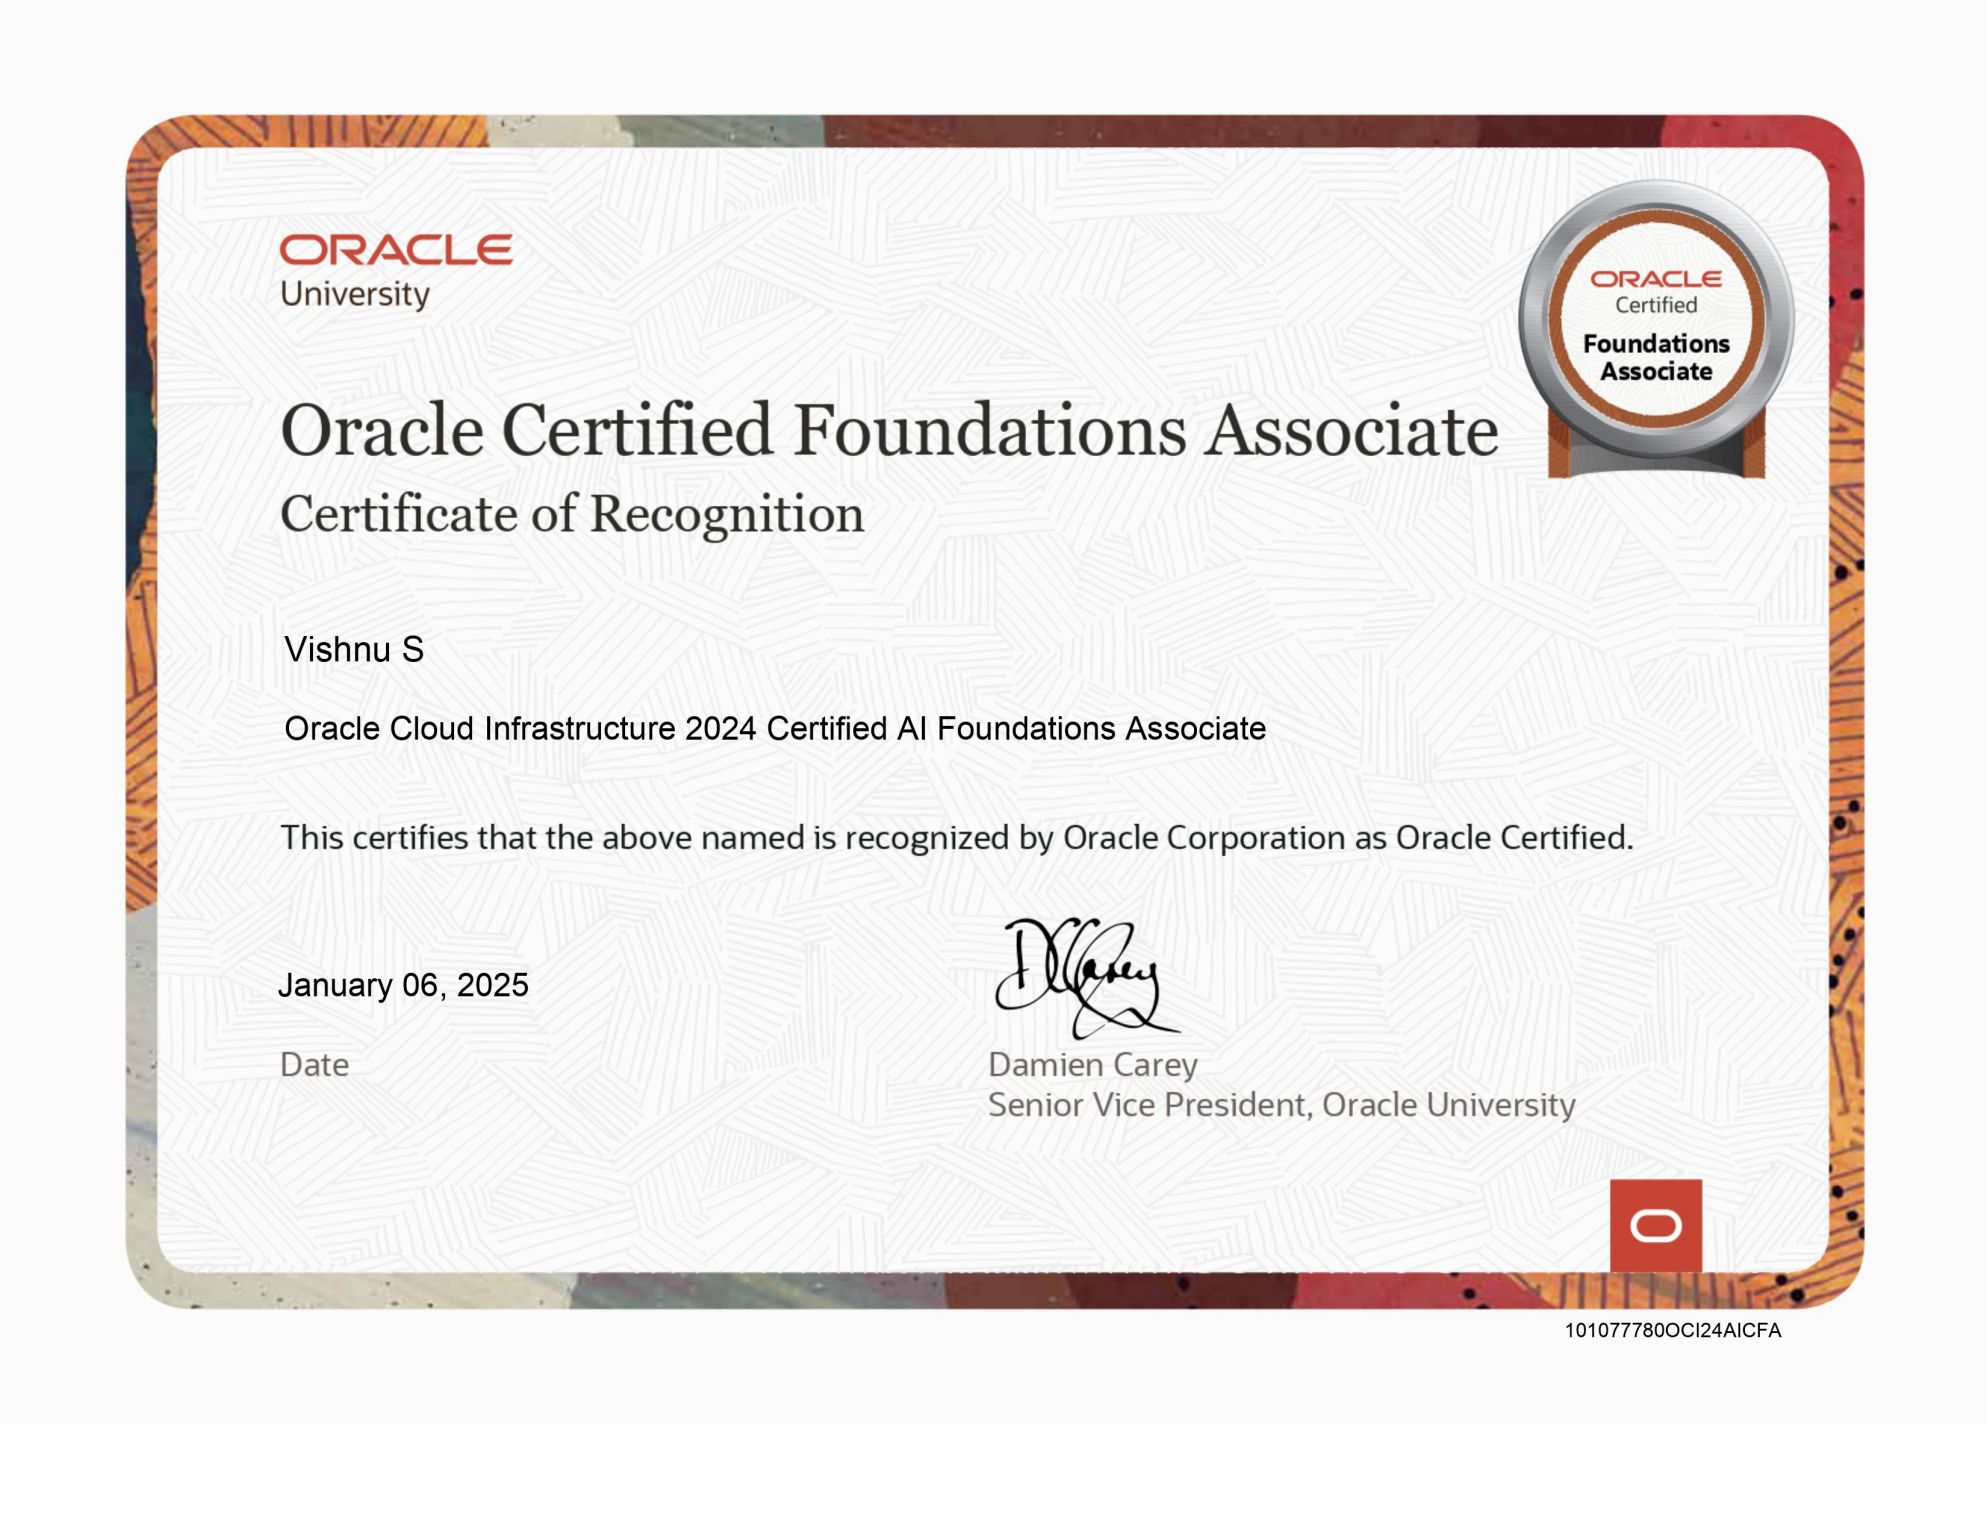 ORACLE
University
ORACLE
Certified
Foundations
Associate
Oracle Certified Foundations Associate
Certificate of Recognition
Vishnu S
Oracle Cloud Infrastructure 2024 Certified AI Foundations Associate
This certifies that the above named is recognized by Oracle Corporation as Oracle Certified.
January 06, 2025
Date
DCarey
Damien Carey
Senior Vice President, Oracle University
101077780OCI24AICFA